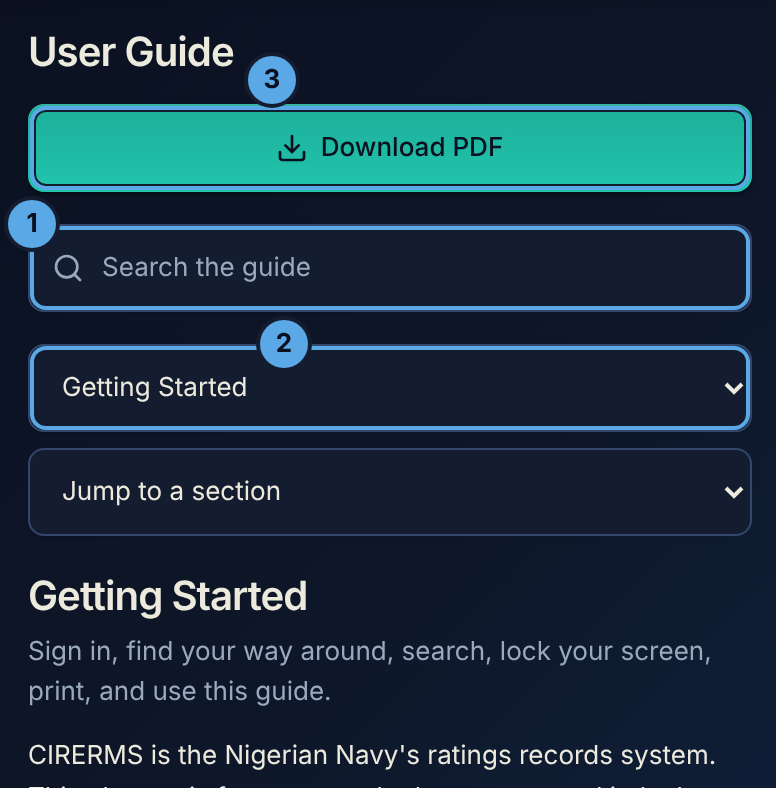 User Guide
3
Download PDF
1
Search the guide
2
Getting Started
Jump to a section
Getting Started
Sign in, find your way around, search, lock your screen,
print, and use this guide.
CIRERMS is the Nigerian Navy's ratings records system.